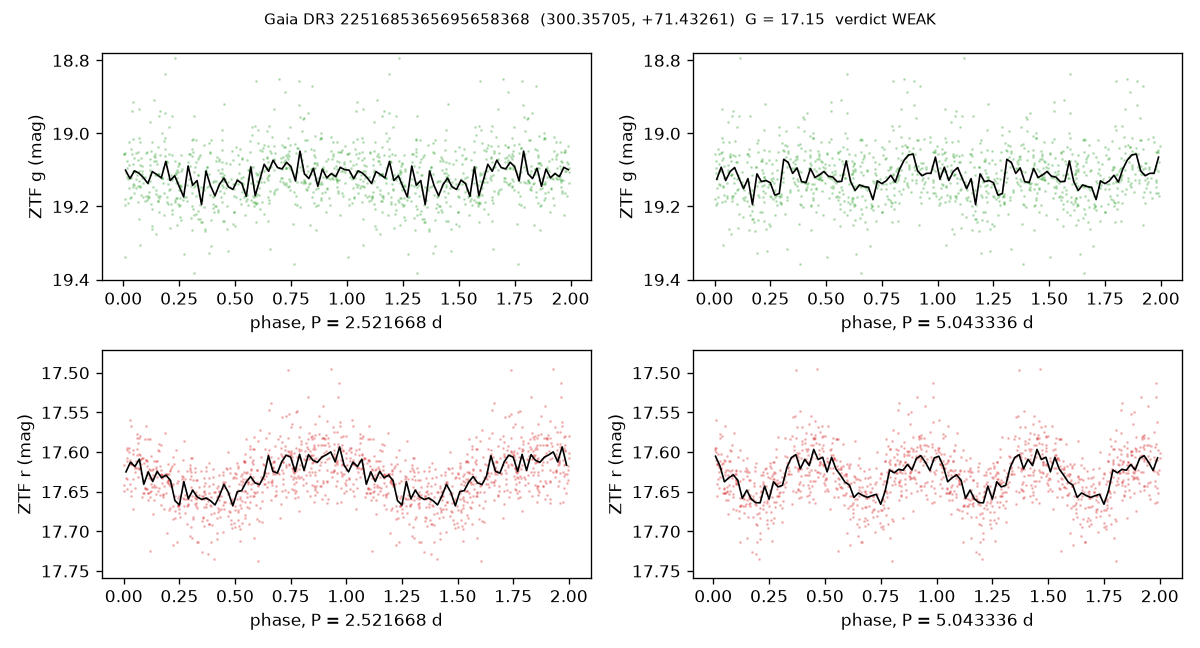 Gaia DR3 2251685365695658368 (300.35705, +71.43261) G = 17.15 verdict WEAK
ZTF g (mag)
18.8
19.0
19.2
19.4
0.00 0.25 0.50 0.75 1.00 1.25 1.50 1.75 2.00
phase, P = 2.521668 d
ZTF g (mag)
18.8
19.0
19.2
19.4
0.00 0.25 0.50 0.75 1.00 1.25 1.50 1.75 2.00
phase, P = 5.043336 d
ZTF r (mag)
17.50
17.55
17.60
17.65
17.70
17.75
0.00 0.25 0.50 0.75 1.00 1.25 1.50 1.75 2.00
phase, P = 2.521668 d
ZTF r (mag)
17.50
17.55
17.60
17.65
17.70
17.75
0.00 0.25 0.50 0.75 1.00 1.25 1.50 1.75 2.00
phase, P = 5.043336 d